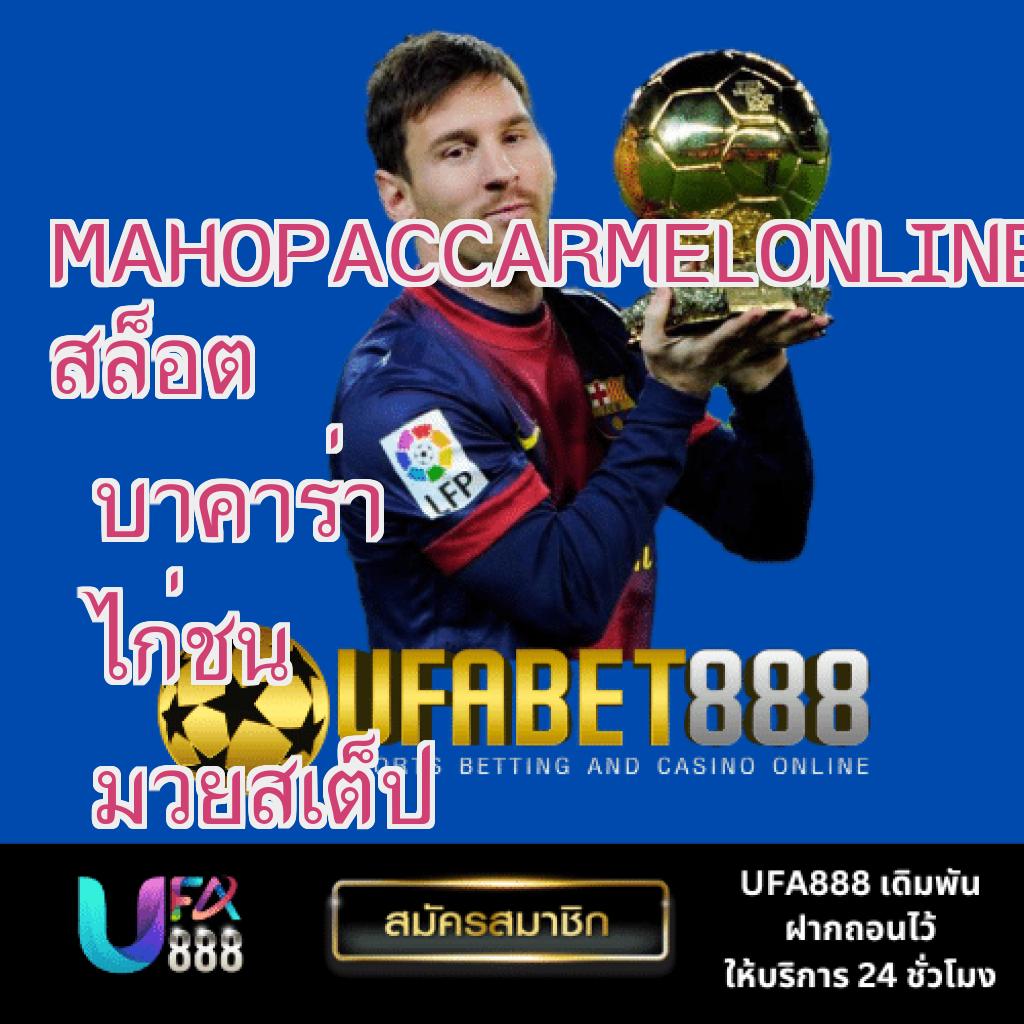 MAHOPACCARMELONLINE
สล็อต
บาคาร่า
ไก่ชน
มวยสเต็ป
LFP
UFABET888
SPORTS BETTING AND CASINO ONLINE
UFA
888
สมัครสมาชิก
UFA888 เดิมพัน
ฝากถอนไว้
ให้บริการ 24 ชั่วโมง